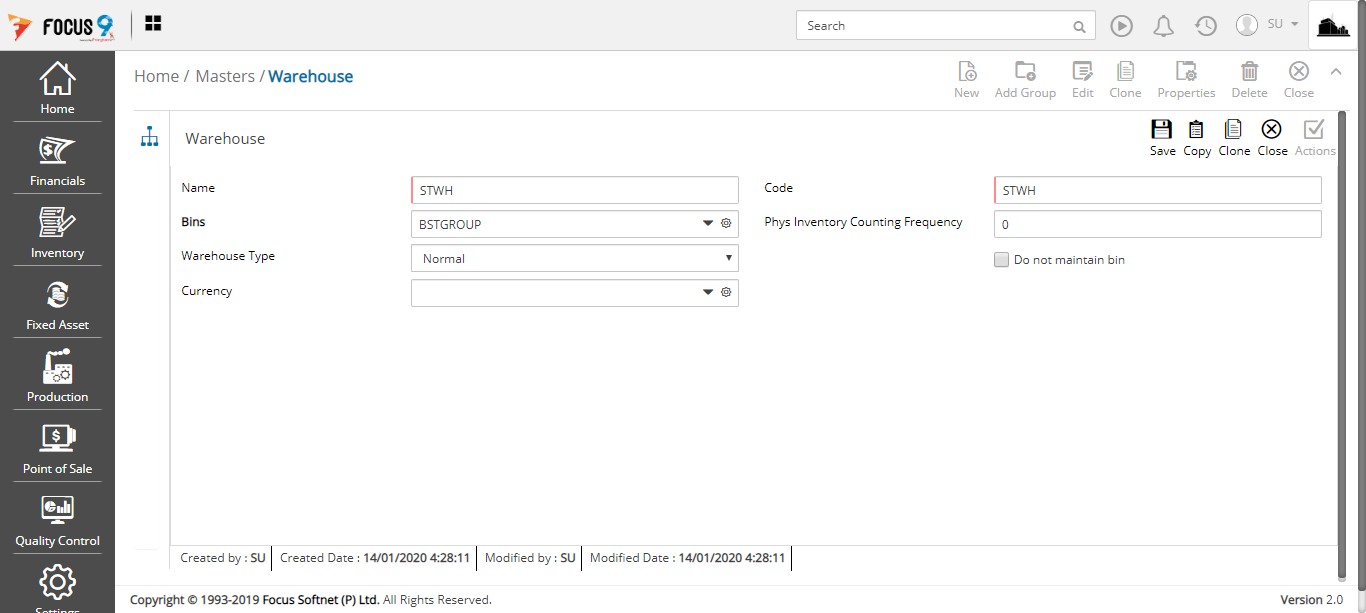 FOCUS 9
Search
SU
Home
Financials
Inventory
Fixed Asset
Production
Point of Sale
Quality Control
Settings
Home / Masters / Warehouse
New Add Group Edit Clone Properties Delete Close
Warehouse
Save Copy Clone Close Actions
Name STWH Code STWH
Bins BSTGROUP Phys Inventory Counting Frequency 0
Warehouse Type Normal Do not maintain bin
Currency
Created by : SU Created Date : 14/01/2020 4:28:11 Modified by : SU Modified Date : 14/01/2020 4:28:11
Copyright © 1993-2019 Focus Softnet (P) Ltd. All Rights Reserved. Version 2.0